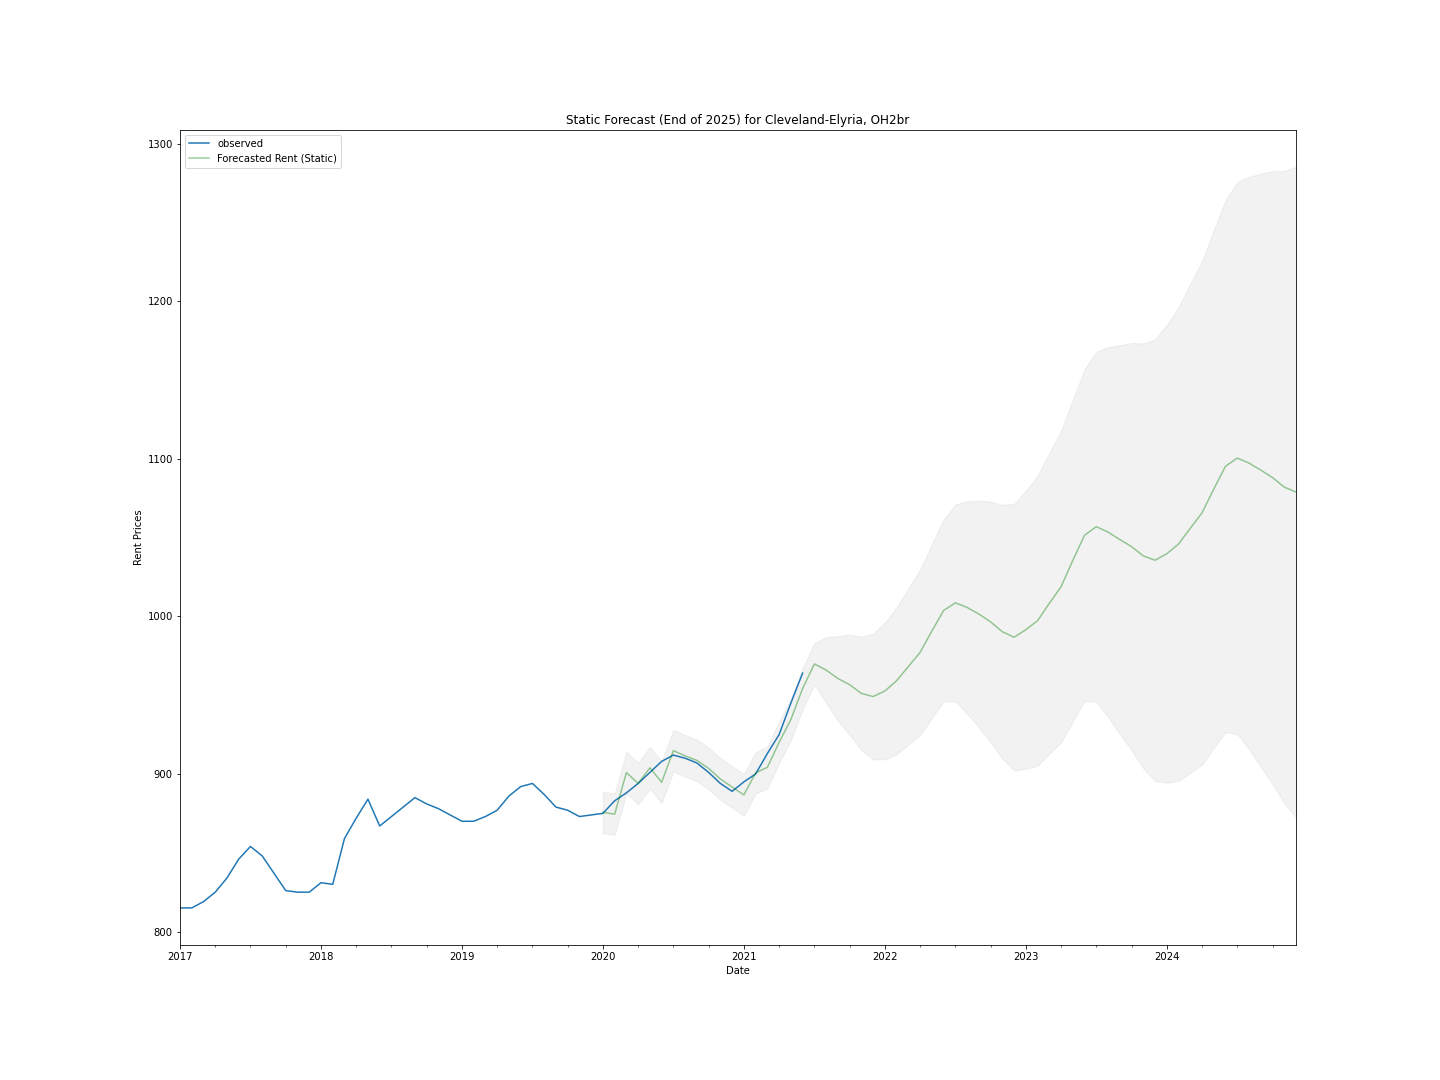 Static Forecast (End of 2025) for Cleveland-Elyria, OH2br
observed
Forecasted Rent (Static)
1300
1200
1100
1000
900
800
Rent Prices
2017 2018 2019 2020 2021 2022 2023 2024
Date